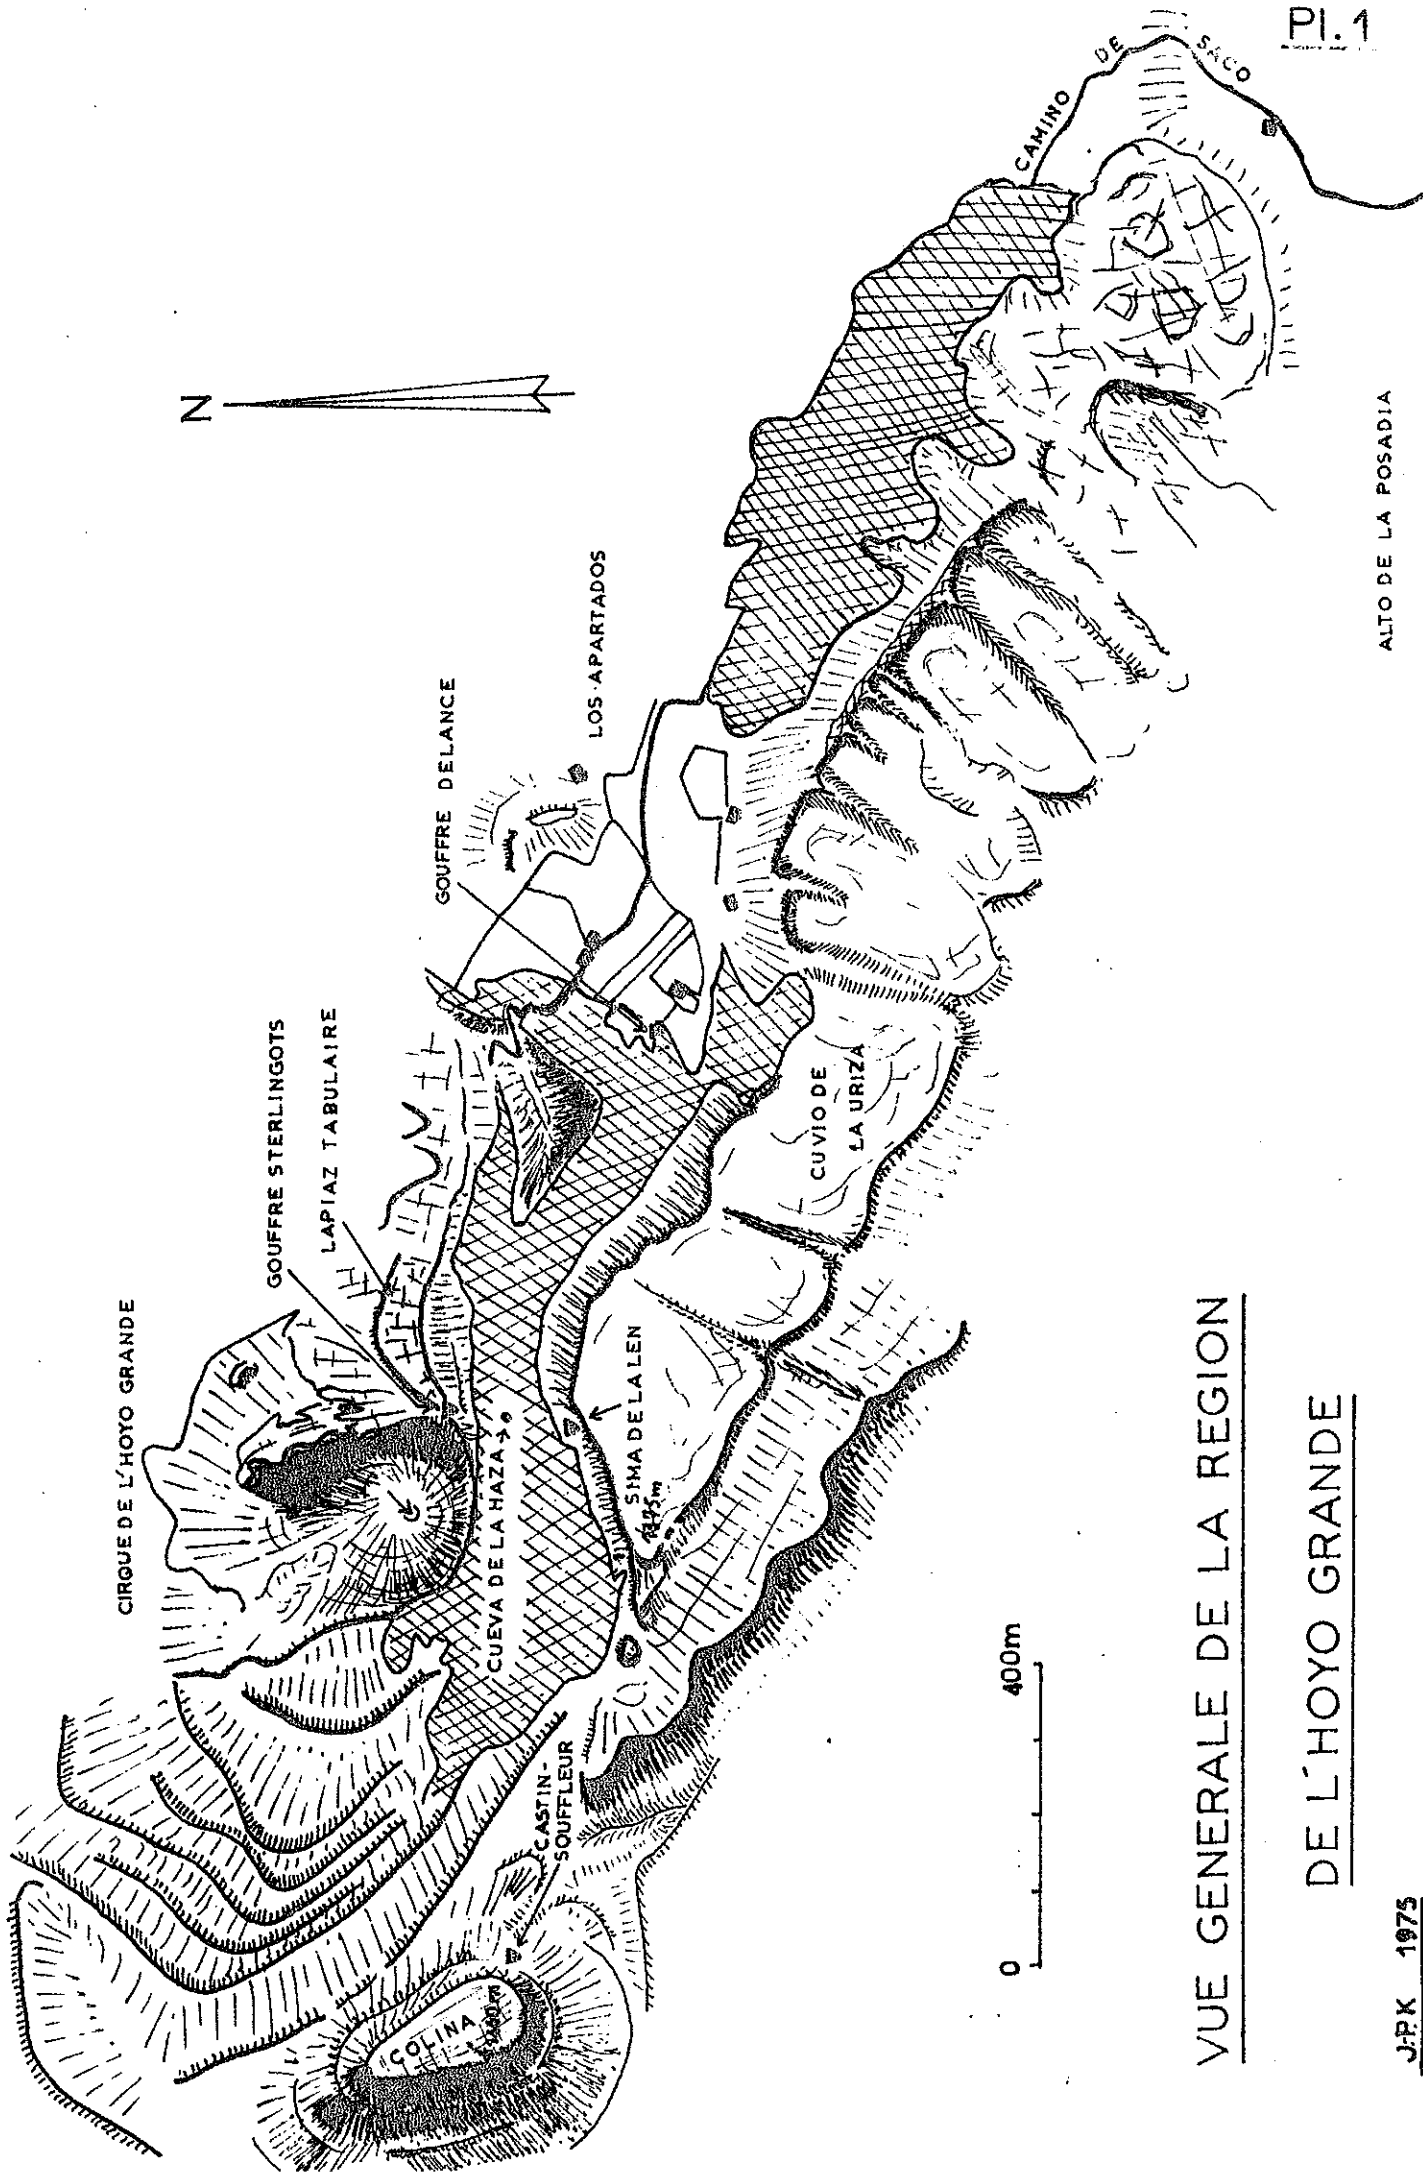 Pl. 1
CAMINO DE SACO
N
LOS APARTADOS
GOUFFRE DELANCE
GOUFFRE STERLINGOTS
LAPIAZ TABULAIRE
CIRQUE DE L'HOYO GRANDE
CUEVA DE LA HAZA
SIMA DE LA LEN
CUVIO DE
LA URIZA
ALTO DE LA POSADIA
CASTIN-
SOUFFLEUR
COLINA
0 400m
VUE GENERALE DE LA REGION
DE L'HOYO GRANDE
J.P.K 1975